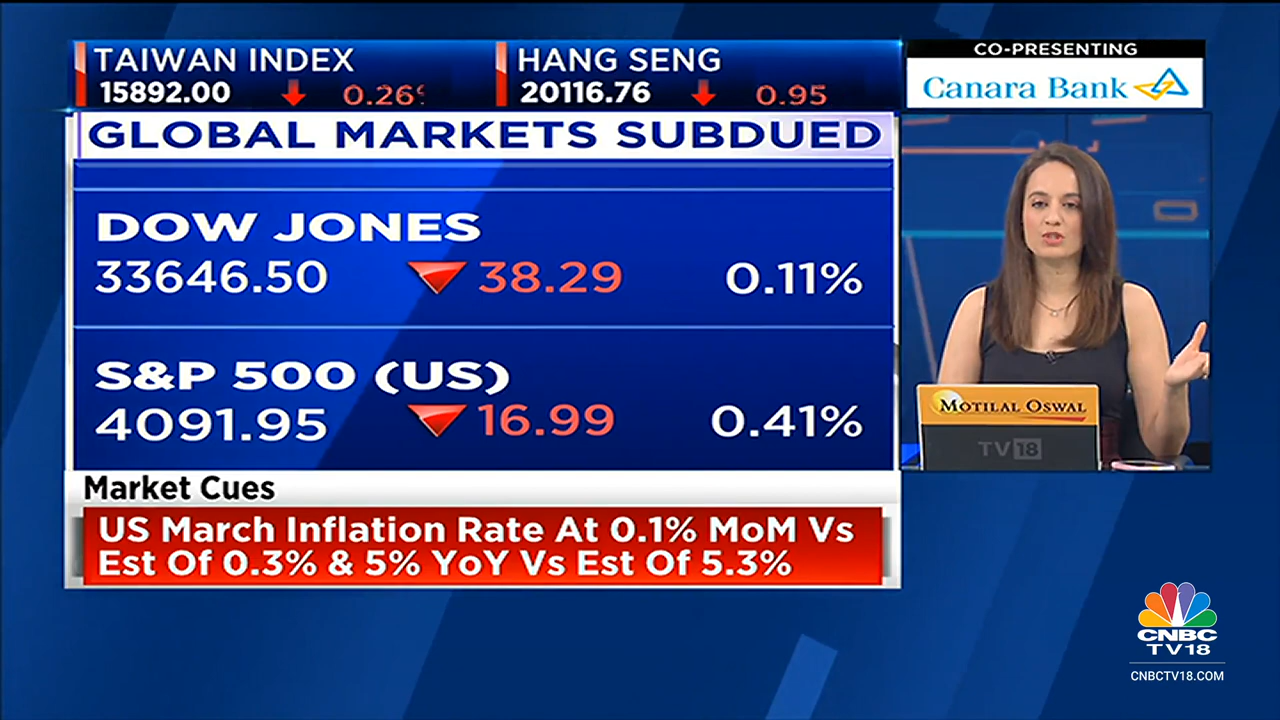 TAIWAN INDEX
15892.00 0.26
HANG SENG
20116.76 0.95
CO-PRESENTING
Canara Bank
GLOBAL MARKETS SUBDUED
DOW JONES
33646.50 38.29 0.11%
S&P 500 (US)
4091.95 16.99 0.41%
MOTILAL OSWAL
TV18
Market Cues
US March Inflation Rate At 0.1% MoM Vs
Est Of 0.3% & 5% YoY Vs Est Of 5.3%
CNBC
TV18
CNBCTV18.COM